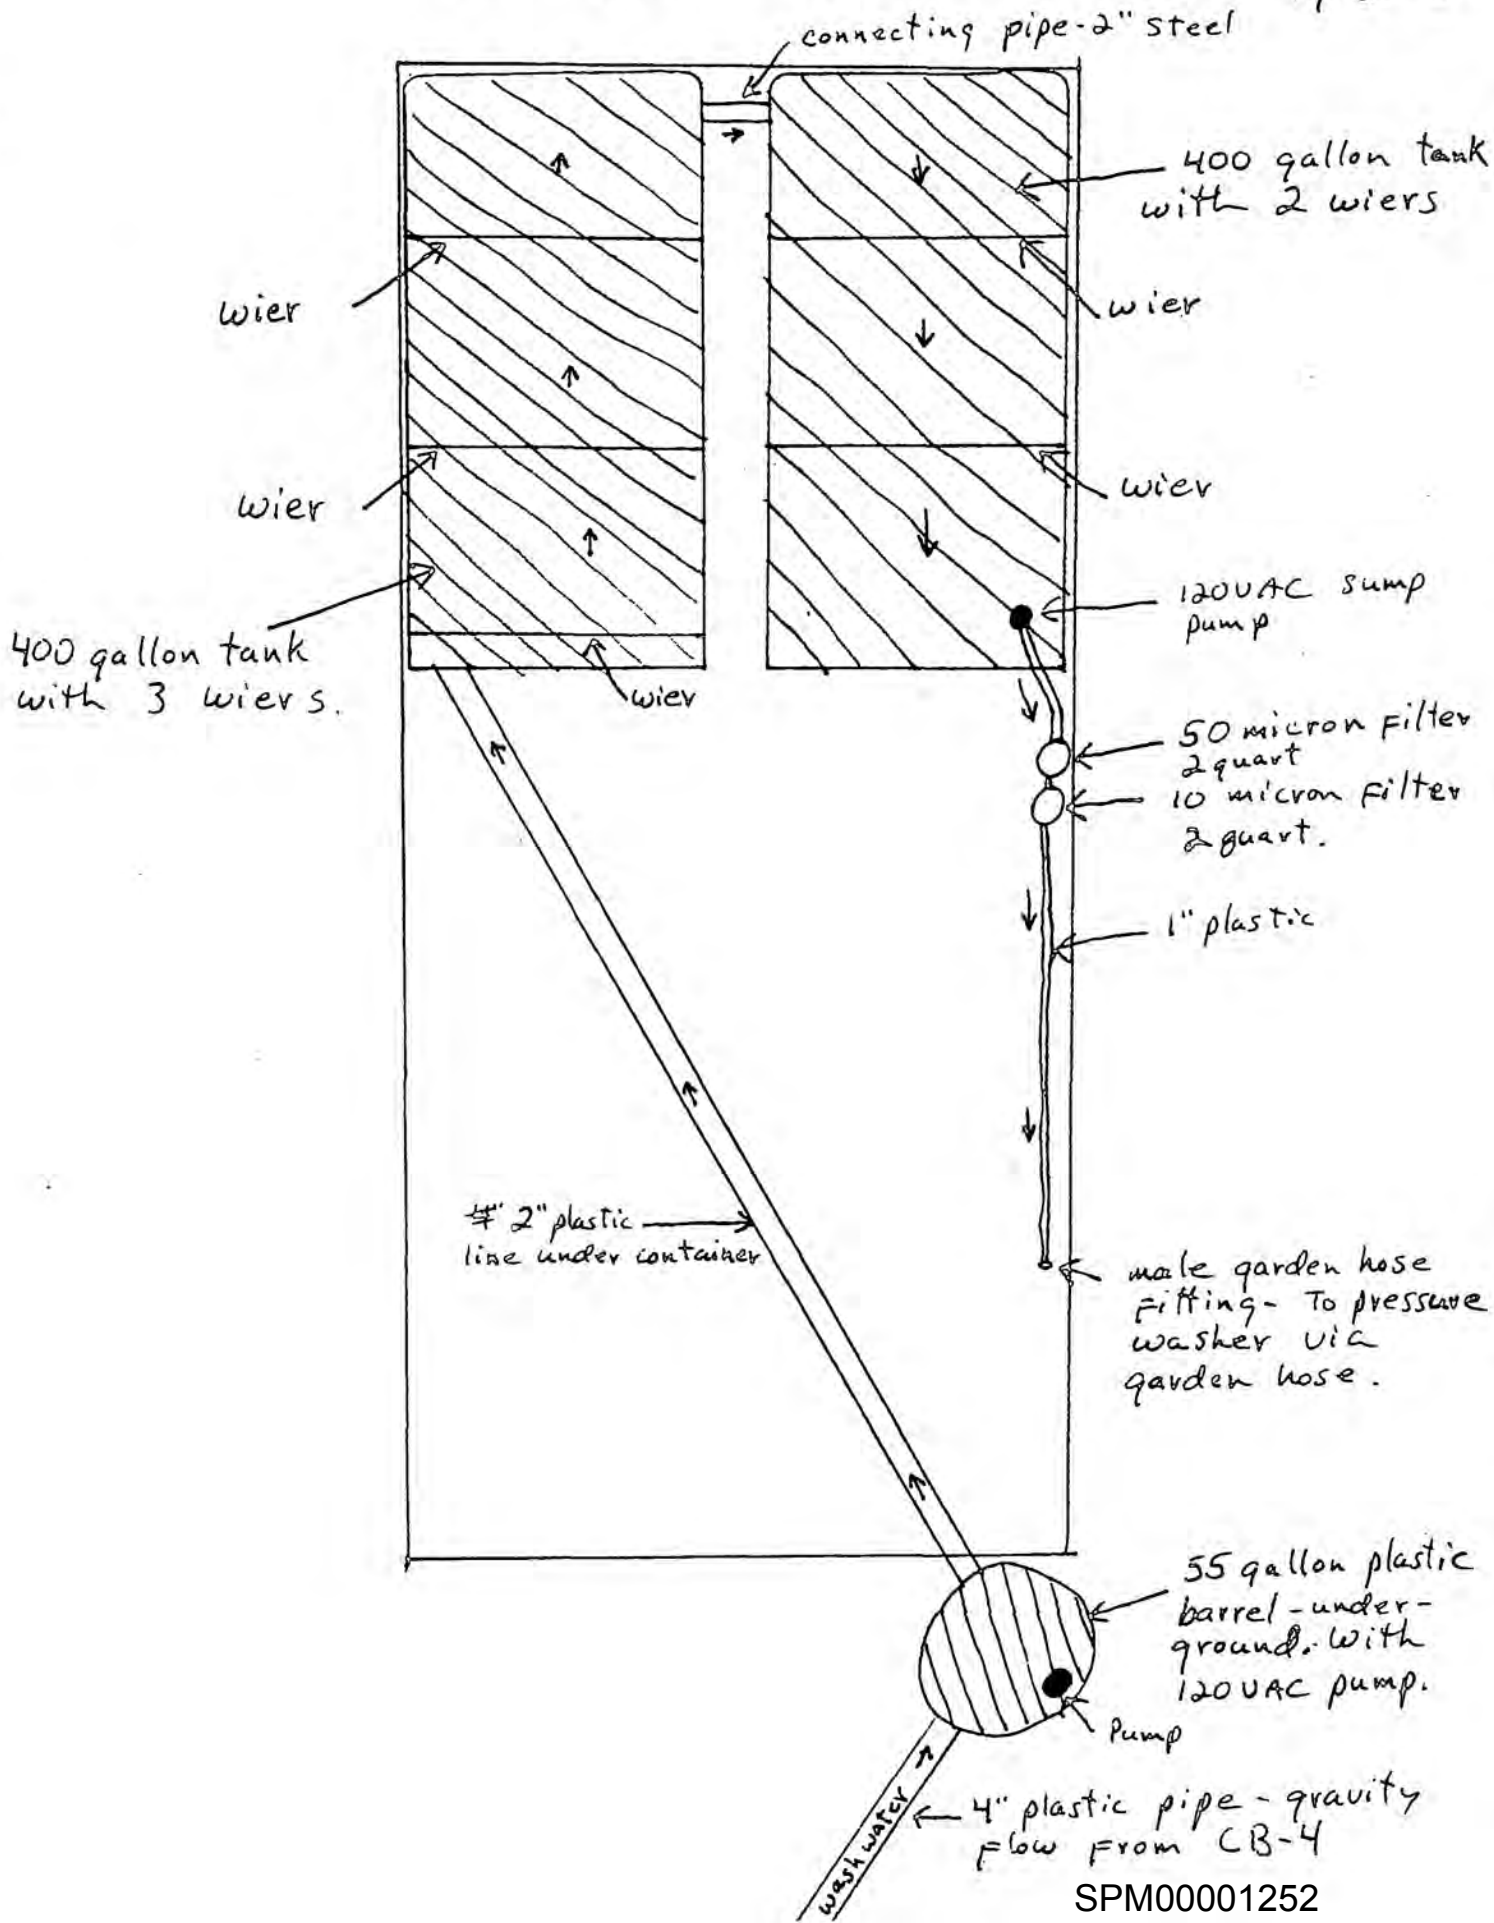 connecting pipe-2" steel
400 gallon tank
with 2 wiers
wier
wier
wier
wier
120VAC sump
pump
400 gallon tank
with 3 wiers.
wier
50 micron Filter
2 quart
10 micron Filter
2 quart.
1" plastic
2" plastic
line under container
male garden hose
Fitting- To pressure
washer via
garden hose.
55 gallon plastic
barrel-under-
ground. With
120VAC pump.
Pump
wash water
4" plastic pipe - gravity
Flow From CB-4
SPM00001252